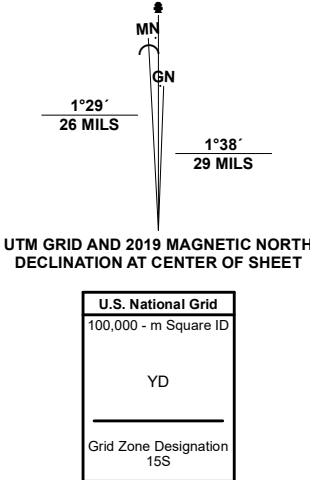 MN
GN
1°29´
26 MILS
1°38´
29 MILS
UTM GRID AND 2019 MAGNETIC NORTH
DECLINATION AT CENTER OF SHEET
U.S. National Grid
100,000 - m Square ID
YD
Grid Zone Designation
15S